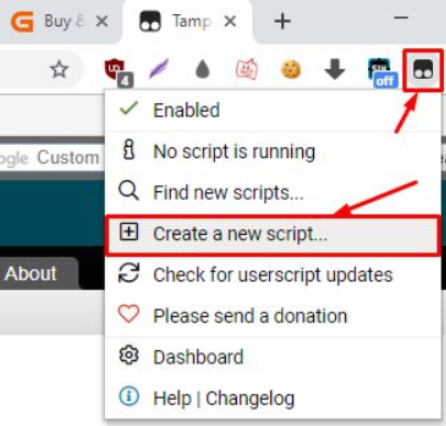 Buy &
Tamp
4
off
Enabled
ogle Custom
No script is running
Find new scripts...
Create a new script...
About
Check for userscript updates
Please send a donation
Dashboard
Help | Changelog